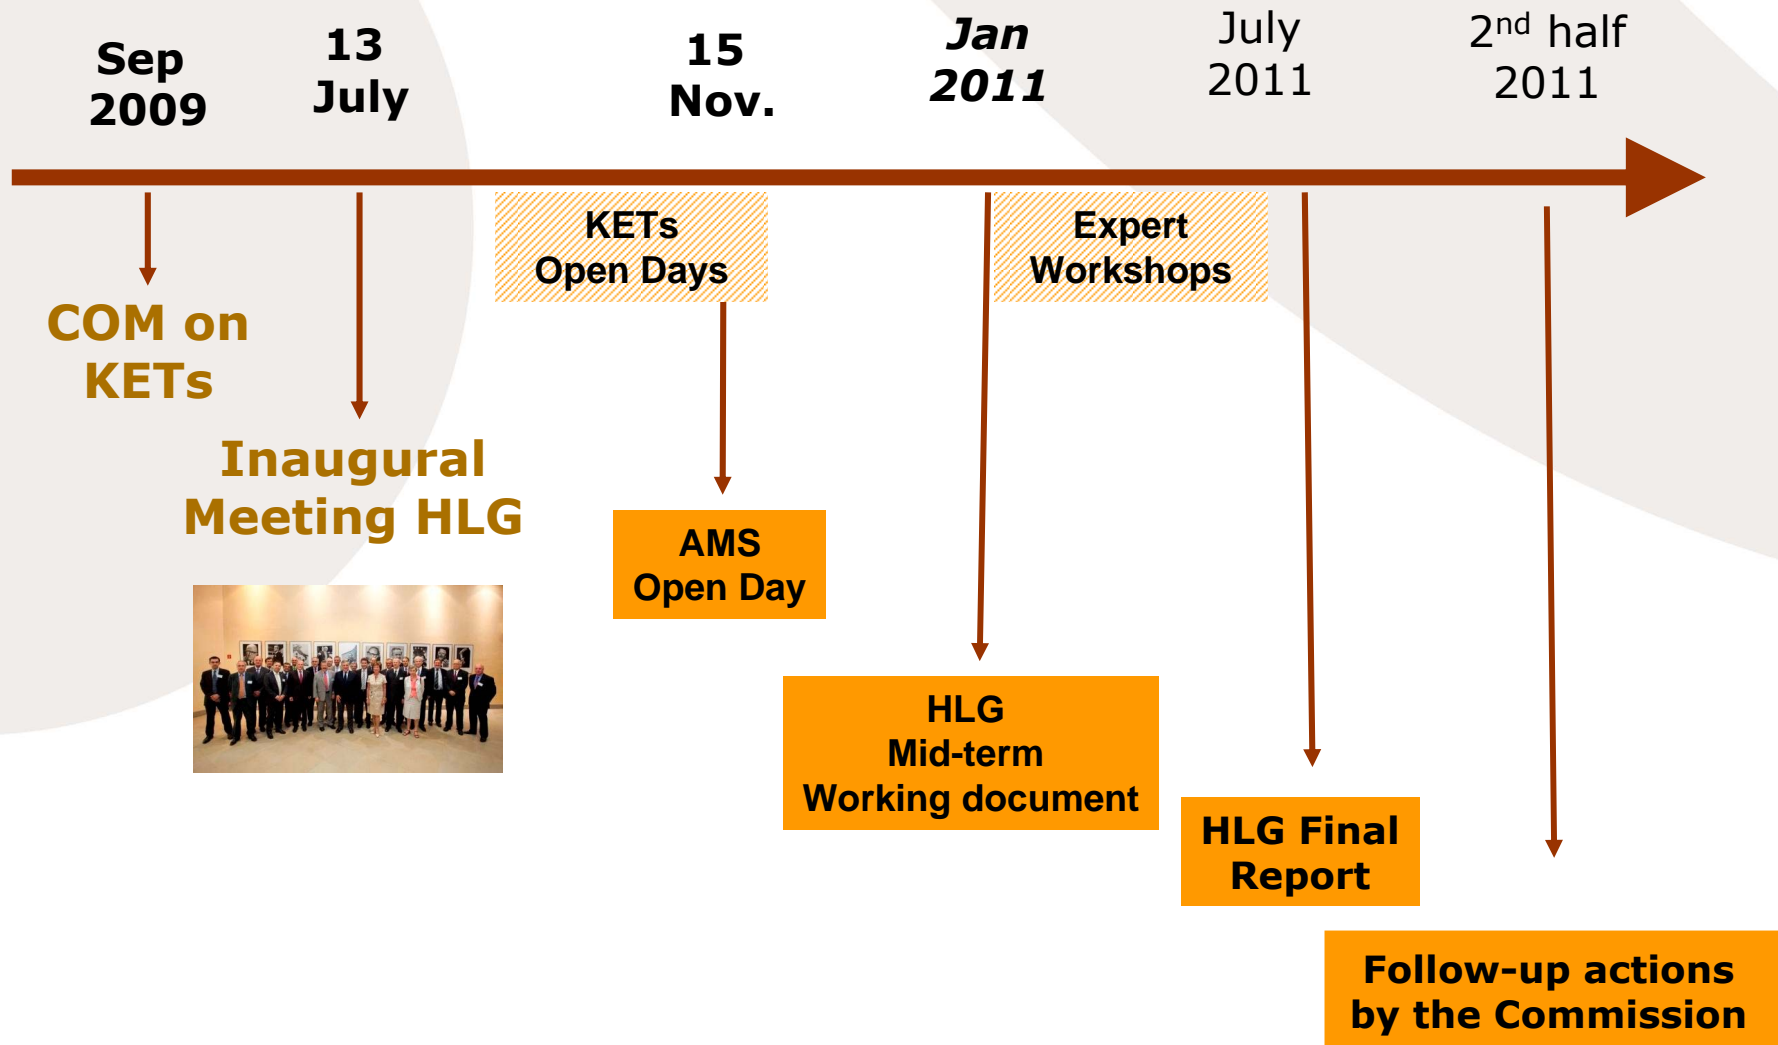 Sep
2009
13
July
15
Nov.
Jan
2011
July
2011
2nd half
2011
KETs
Open Days
Expert
Workshops
COM on
KETs
Inaugural
Meeting HLG
AMS
Open Day
HLG
Mid-term
Working document
HLG Final
Report
Follow-up actions
by the Commission